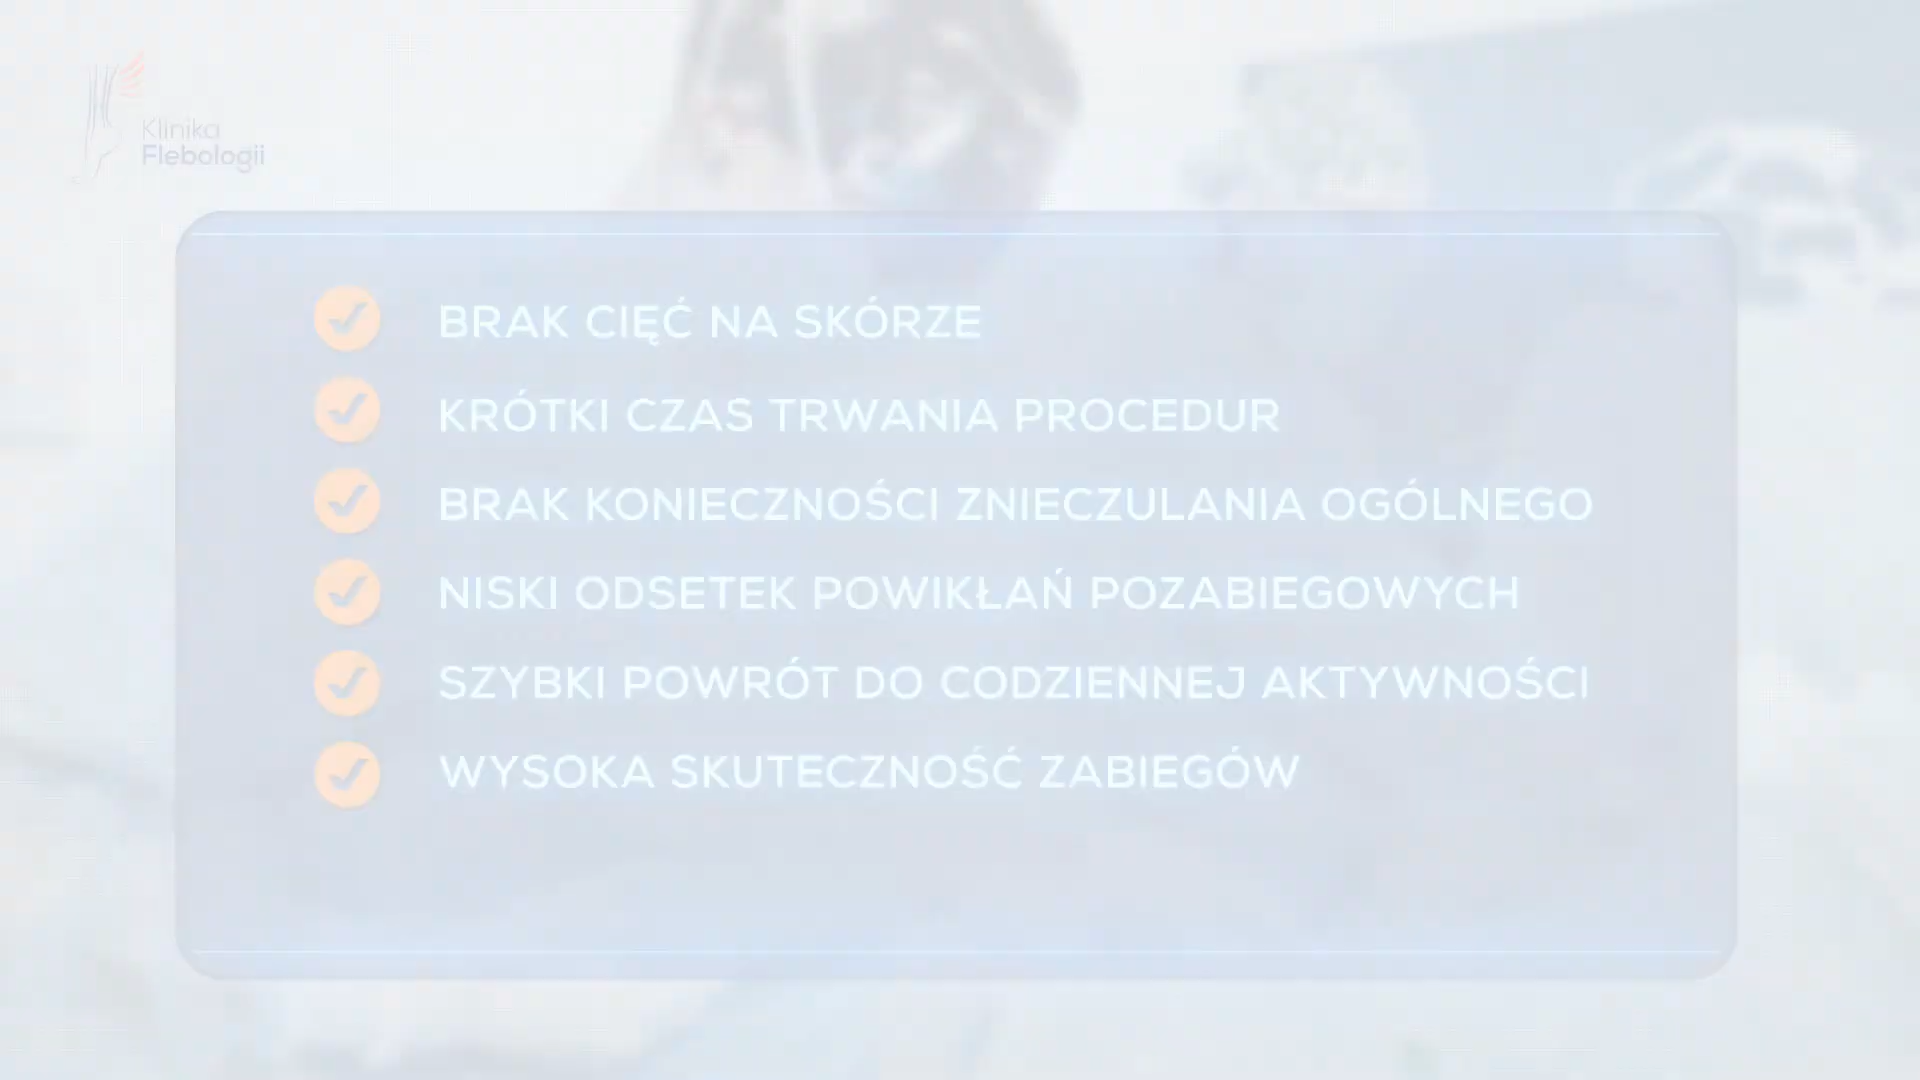 Klinika
Flebologii
BRAK CIĘĆ NA SKÓRZE
KRÓTKI CZAS TRWANIA PROCEDUR
BRAK KONIECZNOŚCI ZNIECZULANIA OGÓLNEGO
NISKI ODSETEK POWIKŁAŃ POZABIEGOWYCH
SZYBKI POWRÓT DO CODZIENNEJ AKTYWNOŚCI
WYSOKA SKUTECZNOŚĆ ZABIEGÓW